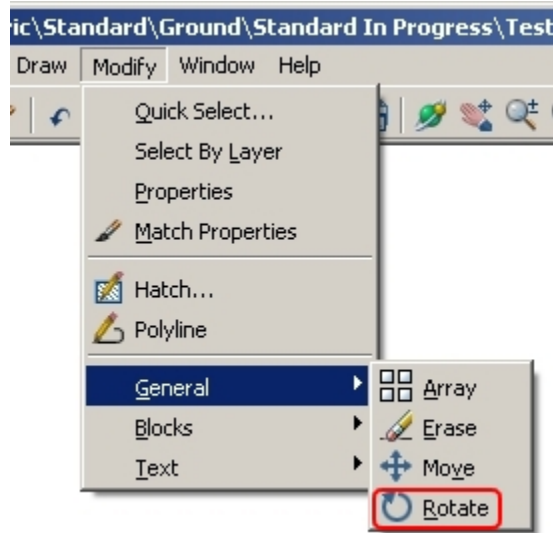 ric\Standard\Ground\Standard In Progress\Test
Draw Modify Window Help
Quick Select...
Select By Layer
Properties
Match Properties
Hatch...
Polyline
General
Array
Blocks
Erase
Text
Move
Rotate